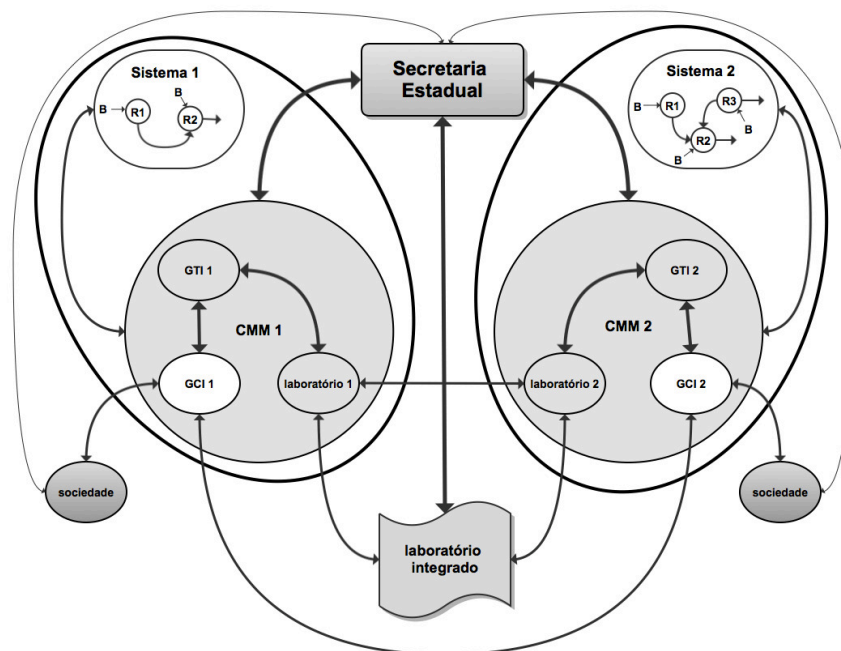 Secretaria
Estadual
Sistema 1
B
R1
B
R2
Sistema 2
B
R1
R3
R2
B
B
GTI 1
CMM 1
GCI 1
laboratório 1
GTI 2
CMM 2
laboratório 2
GCI 2
sociedade
sociedade
laboratório
integrado